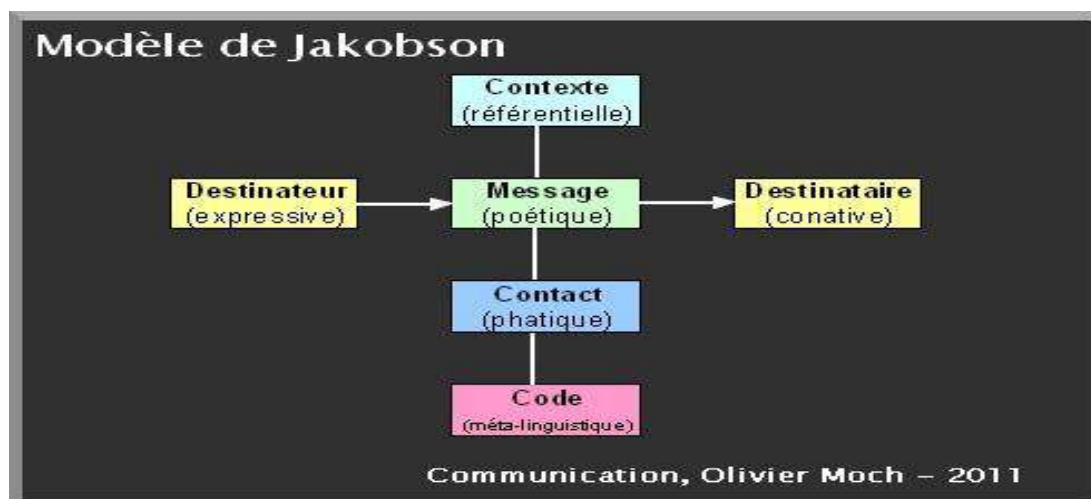 Modèle de Jakobson
Contexte
(référentielle)
Destinateur
(expressive)
Message
(poétique)
Destinataire
(conative)
Contact
(phatique)
Code
(méta-linguistique)
Communication, Olivier Moch – 2011